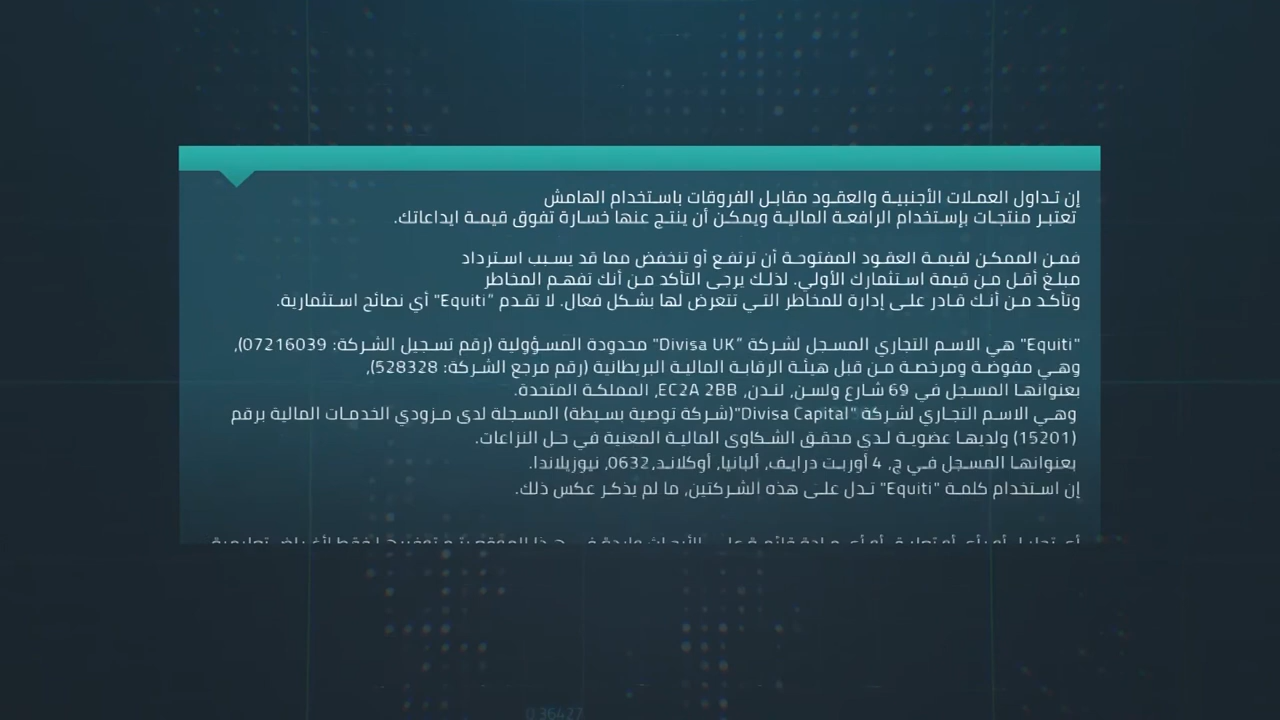 إن تداول العملات الأجنبية والعقود مقابل الفروقات باستخدام الهامش
تعتبر منتجات بإستخدام الرافعة المالية ويمكن أن ينتج عنها خسارة تفوق قيمة ايداعاتك.
فمن الممكن لقيمة العقود المفتوحة أن ترتفع أو تنخفض مما قد يسبب استرداد
مبلغ أقل من قيمة استثمارك الأولي. لذلك يرجى التأكد من أنك تفهم المخاطر
وتأكد من أنك قادر على إدارة للمخاطر التي تتعرض لها بشكل فعال. لا تقدم "Equiti" أي نصائح استثمارية.
"Equiti" هي الاسم التجاري المسجل لشركة "Divisa UK" محدودة المسؤولية (رقم تسجيل الشركة: 07216039)،
وهي مفوضة ومرخصة من قبل هيئة الرقابة المالية البريطانية (رقم مرجع الشركة: 528328)،
بعنوانها المسجل في 69 شارع ولسن، لندن، EC2A 2BB، المملكة المتحدة.
وهي الاسم التجاري لشركة "Divisa Capital"(شركة توصية بسيطة) المسجلة لدى مزودي الخدمات المالية برقم
(15201) ولديها عضوية لدى محقق الشكاوى المالية المعنية في حل النزاعات.
بعنوانها المسجل في ج، 4 أوربت درايف، ألبانيا، أوكلاند،0632، نيوزيلاندا.
إن استخدام كلمة "Equiti" تدل على هذه الشركتين، ما لم يذكر عكس ذلك.